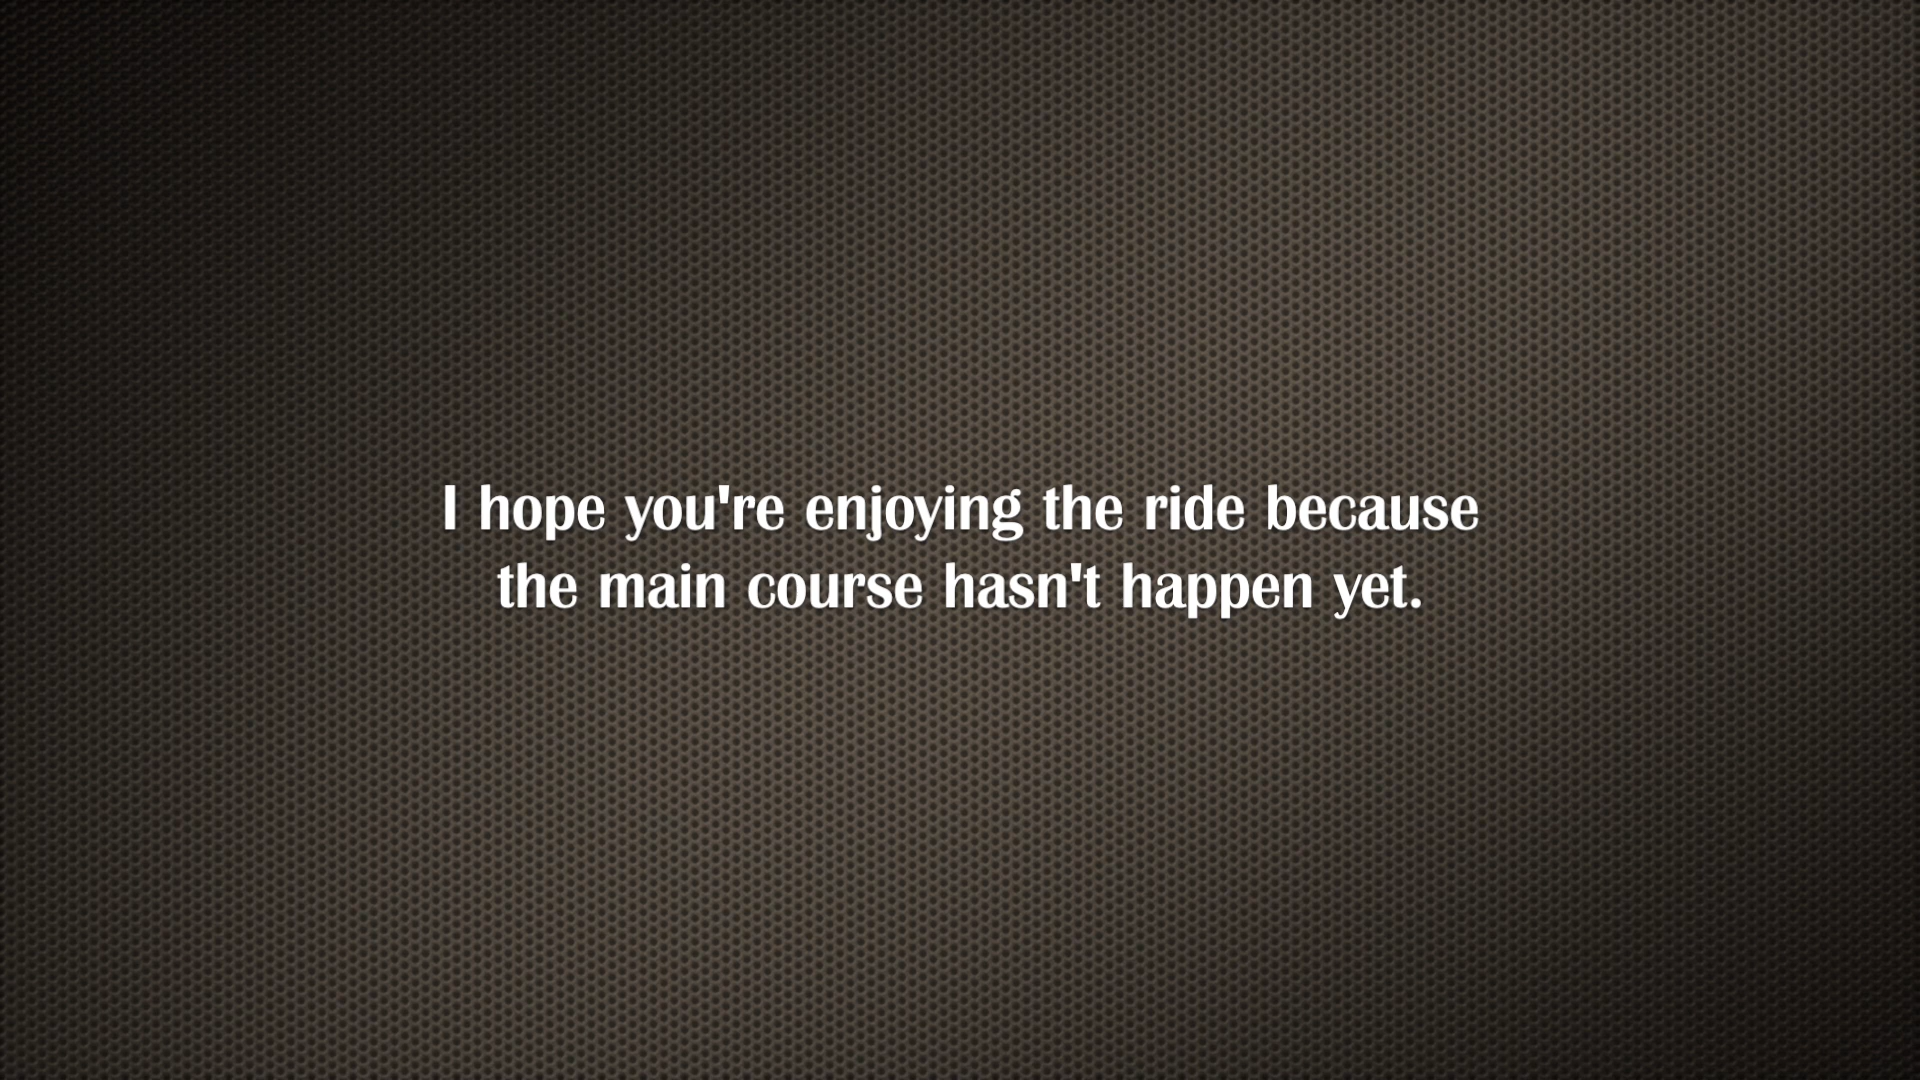 I hope you're enjoying the ride because
the main course hasn't happen yet.